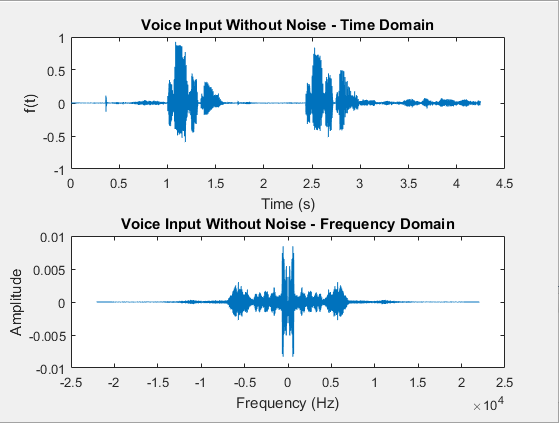 Voice Input Without Noise - Time Domain
1
0.5
0
-0.5
-1
f(t)
0 0.5 1 1.5 2 2.5 3 3.5 4 4.5
Time (s)
Voice Input Without Noise - Frequency Domain
0.01
0.005
0
-0.005
-0.01
Amplitude
-2.5 -2 -1.5 -1 -0.5 0 0.5 1 1.5 2 2.5
Frequency (Hz)
×10⁴